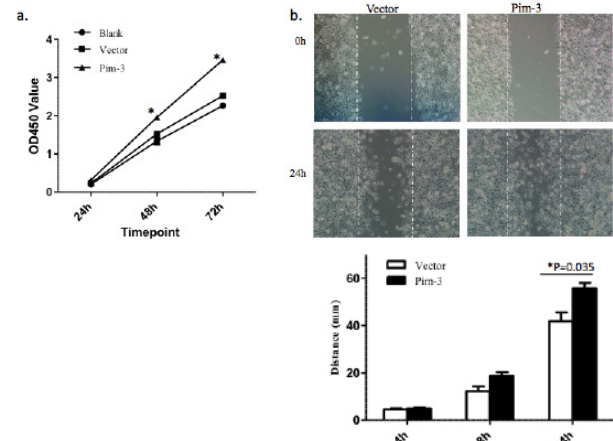 a.
Blank
Vector
Pim-3
OD450 Value
4
3
2
1
0
*
*
24h
48h
72h
Timepoint
b.
Vector
Pim-3
0h
24h
Vector
Pim-3
*P=0.035
Distance (mm)
60
40
20
0